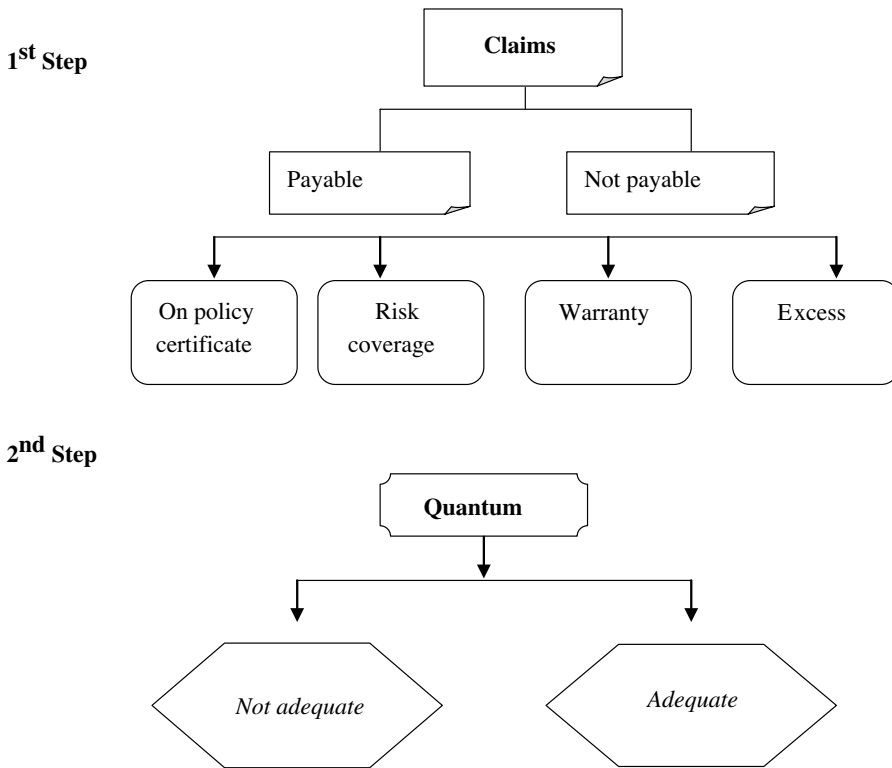 1st Step
Claims
Payable
Not payable
On policy
certificate
Risk
coverage
Warranty
Excess
2nd Step
Quantum
Not adequate
Adequate